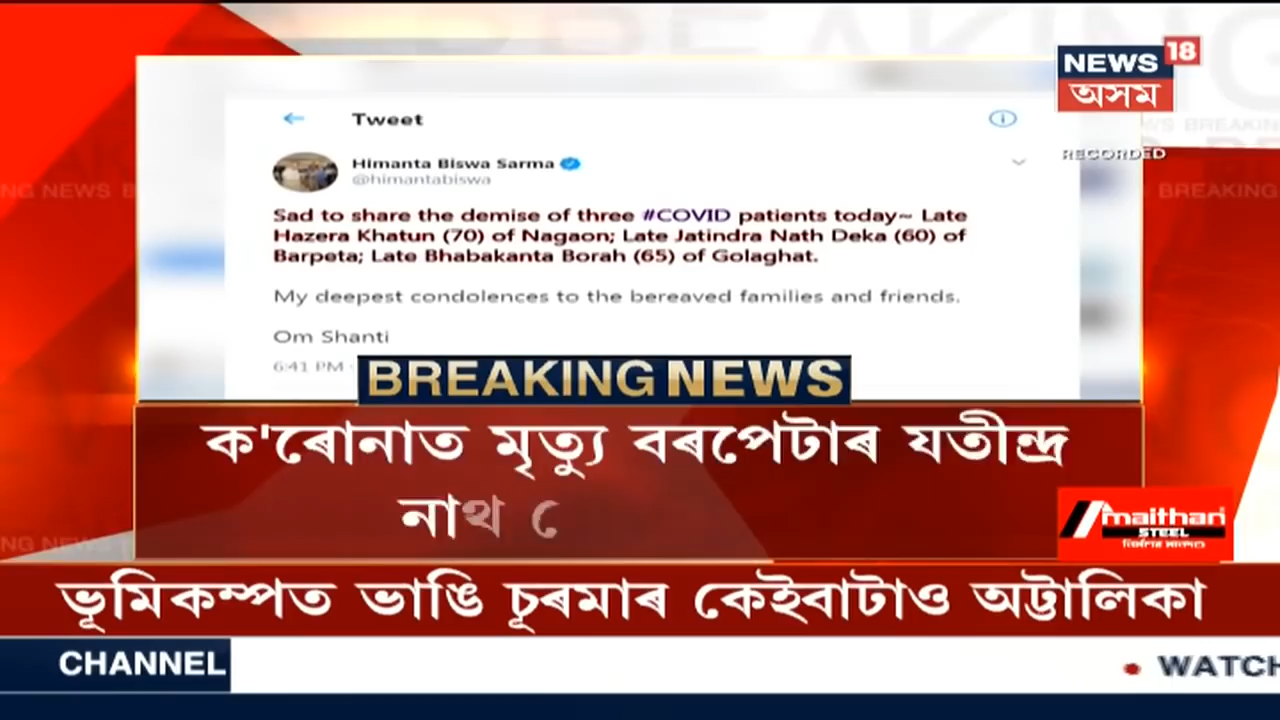 NEWS 18
অসম
RECORDED
Tweet
Himanta Biswa Sarma
@himantabiswa
Sad to share the demise of three #COVID patients today~ Late
Hazera Khatun (70) of Nagaon; Late Jatindra Nath Deka (60) of
Barpeta; Late Bhabakanta Borah (65) of Golaghat.
My deepest condolences to the bereaved families and friends.
Om Shanti
6:41 PM
BREAKING NEWS
ক'ৰোনাত মৃত্যু বৰপেটাৰ যতীন্দ্ৰ
নাথ
maithan
STEEL
ভূমিকম্পত ভাঙি চূৰমাৰ কেইবাটাও অট্টালিকা
CHANNEL
WATCH